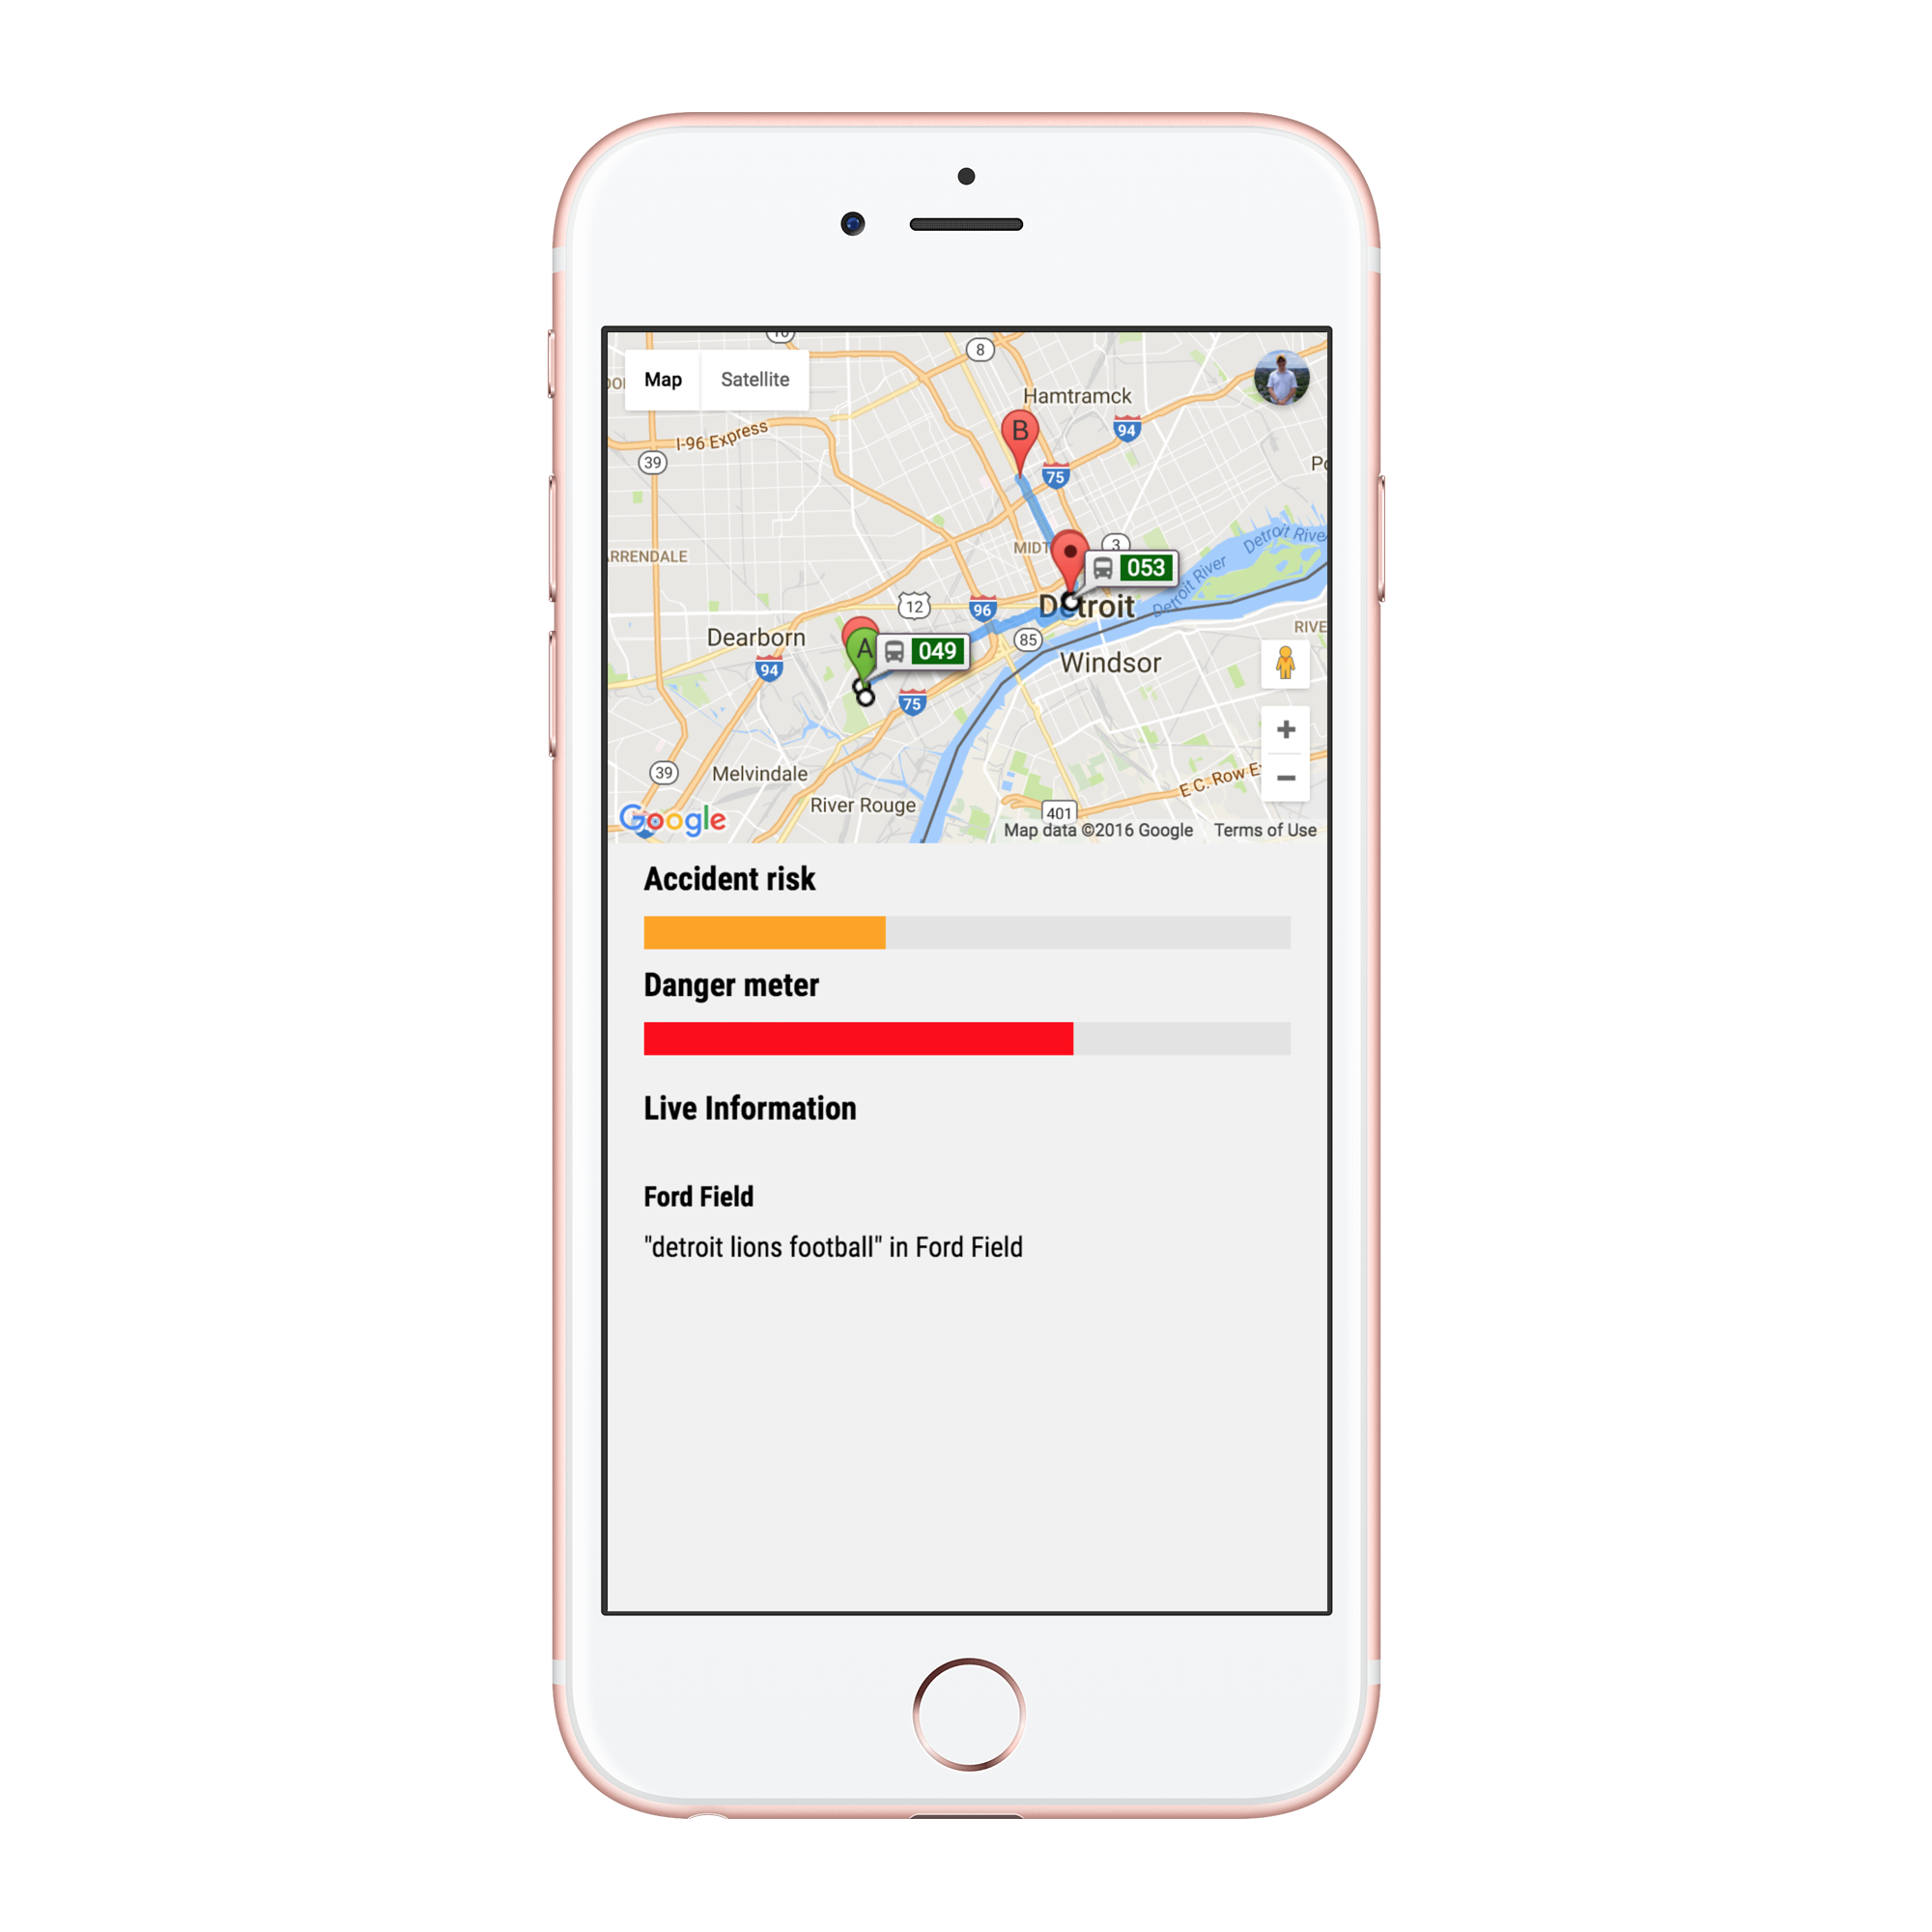 8
Map Satellite
Hamtramck
94
I-96 Express
39
75
B
3
MIDT
Detroit River
RRENDALE
053
12
96
Detroit
Detroit River
Dearborn
A
049
85
RIVE
94
Windsor
75
39
Melvindale
E.C. Row E
River Rouge
401
Google
Map data ©2016 Google Terms of Use
Accident risk
Danger meter
Live Information
Ford Field
"detroit lions football" in Ford Field